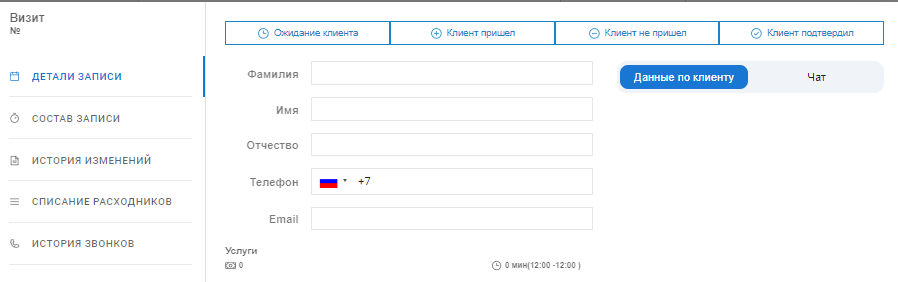 Визит
№
ДЕТАЛИ ЗАПИСИ
СОСТАВ ЗАПИСИ
ИСТОРИЯ ИЗМЕНЕНИЙ
СПИСАНИЕ РАСХОДНИКОВ
ИСТОРИЯ ЗВОНКОВ
Ожидание клиента Клиент пришел Клиент не пришел Клиент подтвердил
Фамилия
Имя
Отчество
Телефон +7
Email
Услуги
0 0 мин(12:00 -12:00 )
Данные по клиенту Чат